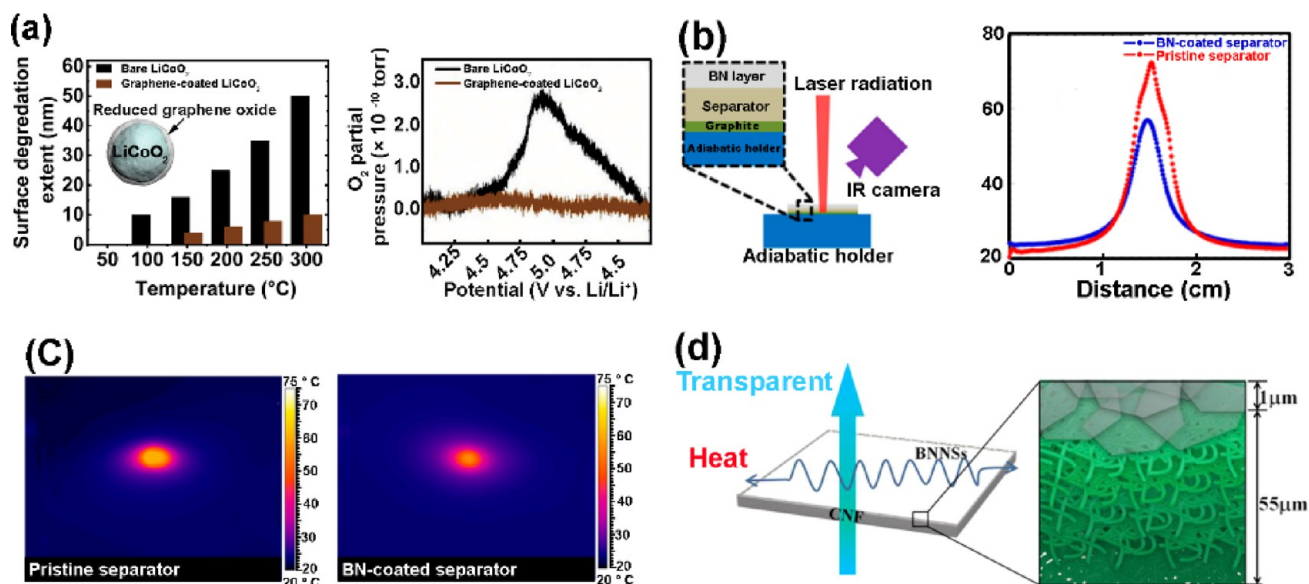 (a)
60
50
40
30
20
10
0
Surface degradation
extent (nm)
Bare LiCoO₂
Graphene-coated LiCoO₂
Reduced graphene oxide
LiCoO₂
50 100 150 200 250 300
Temperature (°C)
3.0
2.0
1.0
0.0
O₂ partial
pressure (× 10 ⁻¹⁰ torr)
Bare LiCoO₂
Graphene-coated LiCoO₂
4.25 4.5 4.75 5.0 4.75 4.5
Potential (V vs. Li/Li⁺)
(b)
BN layer
Separator
Graphite
Adiabatic holder
Laser radiation
IR camera
Adiabatic holder
80
60
40
20
BN-coated separator
Pristine separator
0 1 2 3
Distance (cm)
(C)
75 °C
70
60
50
40
30
20 °C
Pristine separator
75 °C
70
60
50
40
30
20
20 °C
BN-coated separator
(d)
Transparent
Heat
BNNSs
CNF
1μm
55μm